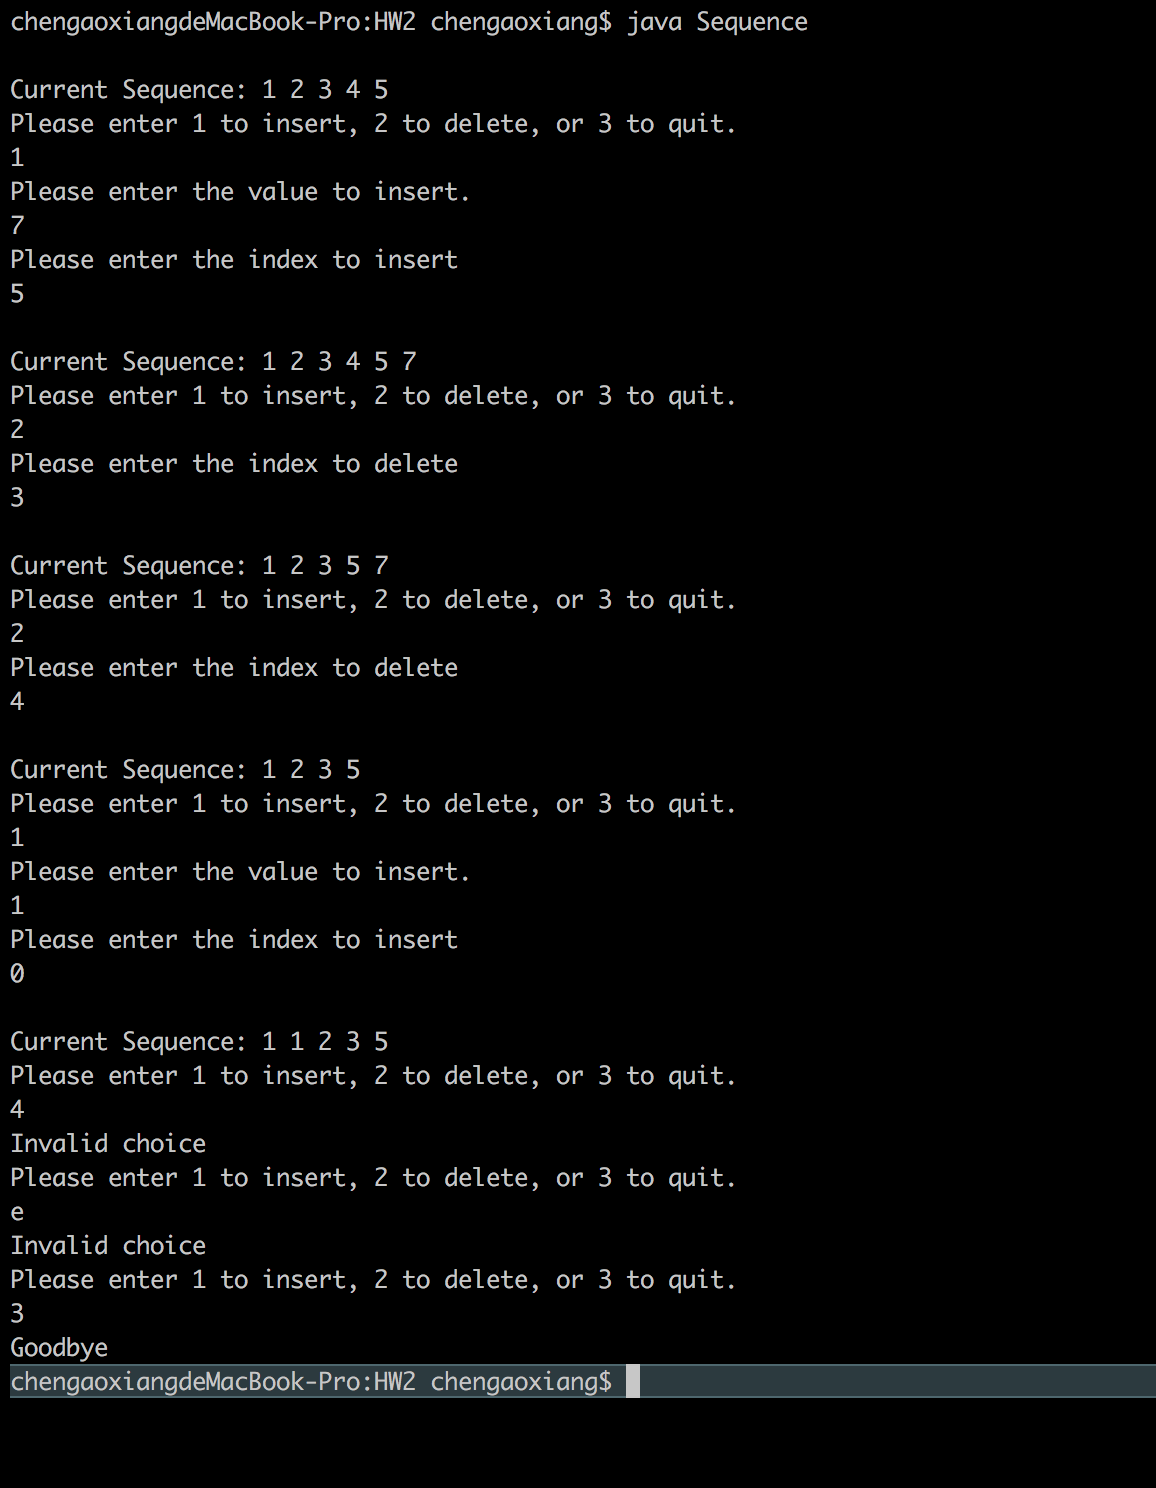 chengaoxiangdeMacBook-Pro:HW2 chengaoxiang$ java Sequence
Current Sequence: 1 2 3 4 5
Please enter 1 to insert, 2 to delete, or 3 to quit.
1
Please enter the value to insert.
7
Please enter the index to insert
5
Current Sequence: 1 2 3 4 5 7
Please enter 1 to insert, 2 to delete, or 3 to quit.
2
Please enter the index to delete
3
Current Sequence: 1 2 3 5 7
Please enter 1 to insert, 2 to delete, or 3 to quit.
2
Please enter the index to delete
4
Current Sequence: 1 2 3 5
Please enter 1 to insert, 2 to delete, or 3 to quit.
1
Please enter the value to insert.
1
Please enter the index to insert
0
Current Sequence: 1 1 2 3 5
Please enter 1 to insert, 2 to delete, or 3 to quit.
4
Invalid choice
Please enter 1 to insert, 2 to delete, or 3 to quit.
e
Invalid choice
Please enter 1 to insert, 2 to delete, or 3 to quit.
3
Goodbye
chengaoxiangdeMacBook-Pro:HW2 chengaoxiang$